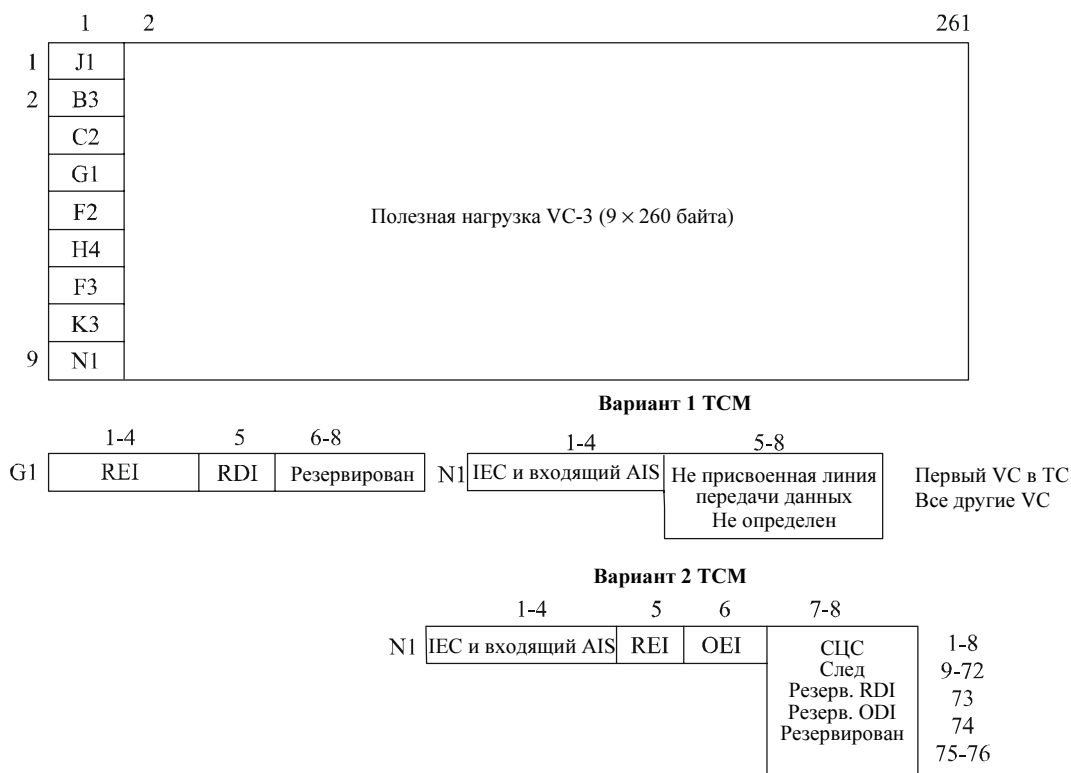 1 2 261
1 J1
2 B3
C2
G1
F2
Полезная нагрузка VC-3 (9 × 260 байта)
H4
F3
K3
9 N1
Вариант 1 TCM
1-4 5 6-8
G1 REI RDI Резервирован
1-4 5-8
N1 IEC и входящий AIS
Не присвоенная линия
передачи данных
Не определен
Первый VC в TC
Все другие VC
Вариант 2 TCM
1-4 5 6 7-8
N1 IEC и входящий AIS REI OEI
СЦС 1-8
След 9-72
Резерв. RDI 73
Резерв. ODI 74
Резервирован 75-76